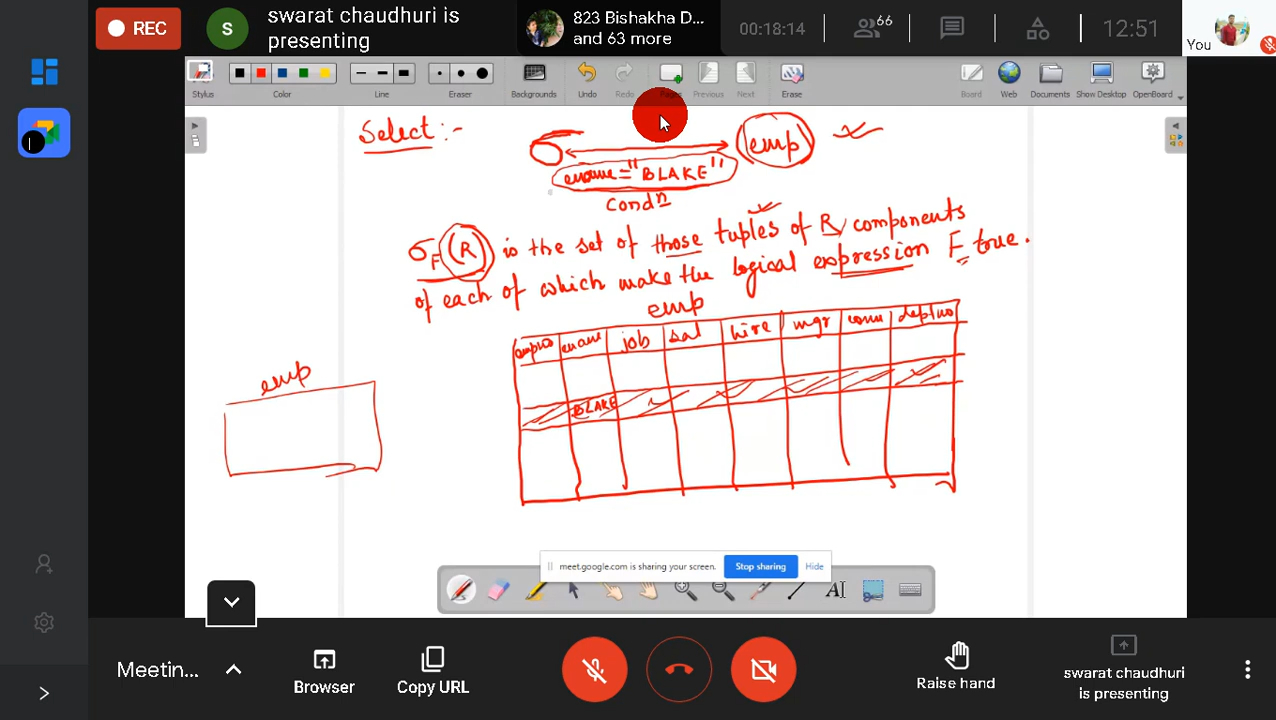 REC
S
swarat chaudhuri is presenting
823 Bishakha D...
and 63 more
00:18:14
66
12:51
You
Stylus
Color
Line
Eraser
Backgrounds
Undo
Redo
Pages
Previous
Next
Erase
Board
Web
Documents
Show Desktop
OpenBoard
Select :-
σ ename="BLAKE" (emp)
condn
σF(R) is the set of those tuples of R components
of each of which make the logical expression F true.
emp
empno ename job sal hire mgr comm deptno
BLAKE
emp
meet.google.com is sharing your screen.
Stop sharing
Hide
Meetin...
Browser
Copy URL
Raise hand
swarat chaudhuri
is presenting